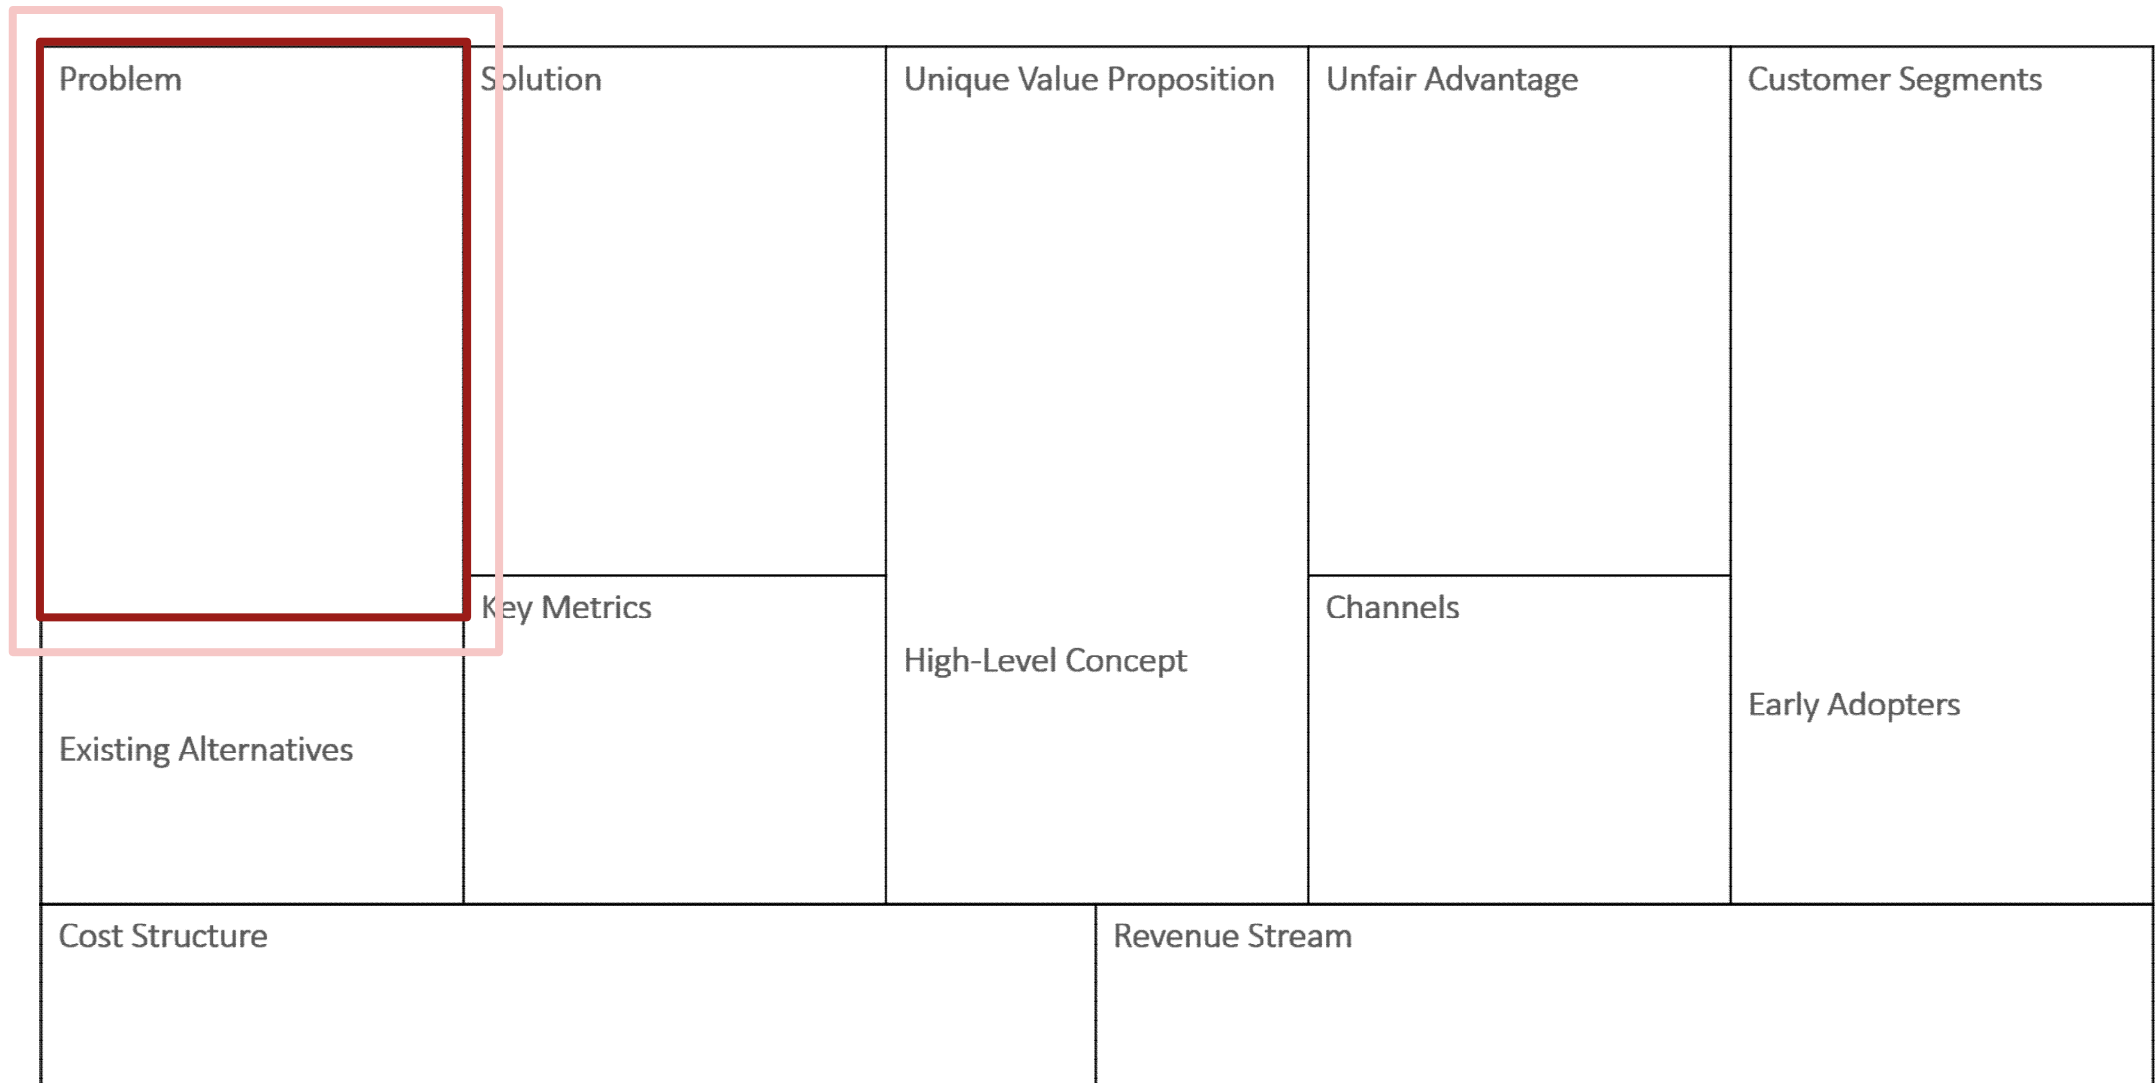 Problem
Solution
Unique Value Proposition
Unfair Advantage
Customer Segments
Key Metrics
Channels
High-Level Concept
Early Adopters
Existing Alternatives
Cost Structure
Revenue Stream